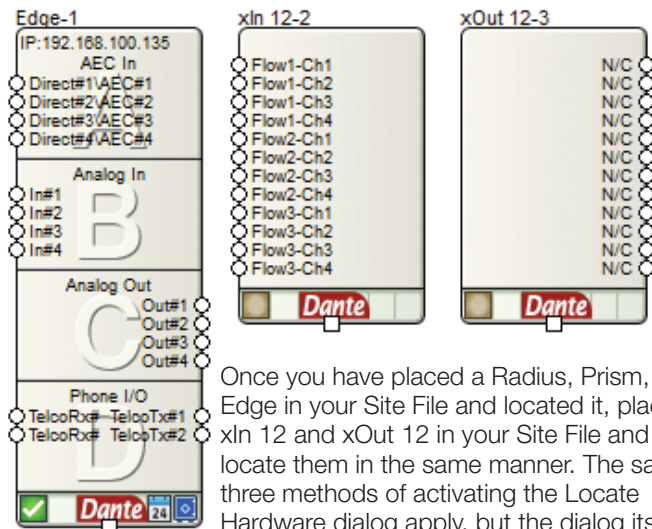 Edge-1
IP:192.168.100.135
AEC In
Direct#1\AEC#1
Direct#2\AEC#2
Direct#3\AEC#3
Direct#4\AEC#4
A
Analog In
In#1
In#2
In#3
In#4
B
Analog Out
Out#1
Out#2
Out#3
Out#4
C
Phone I/O
TelcoRx# TelcoTx#1
TelcoRx# TelcoTx#2
D
Dante 24
xIn 12-2
Flow1-Ch1
Flow1-Ch2
Flow1-Ch3
Flow1-Ch4
Flow2-Ch1
Flow2-Ch2
Flow2-Ch3
Flow2-Ch4
Flow3-Ch1
Flow3-Ch2
Flow3-Ch3
Flow3-Ch4
Dante
xOut 12-3
N/C
N/C
N/C
N/C
N/C
N/C
N/C
N/C
N/C
N/C
N/C
N/C
Dante
Once you have placed a Radius, Prism,
Edge in your Site File and located it, pla
xIn 12 and xOut 12 in your Site File and
locate them in the same manner. The sa
three methods of activating the Locate
Hardware dialog apply, but the dialog its